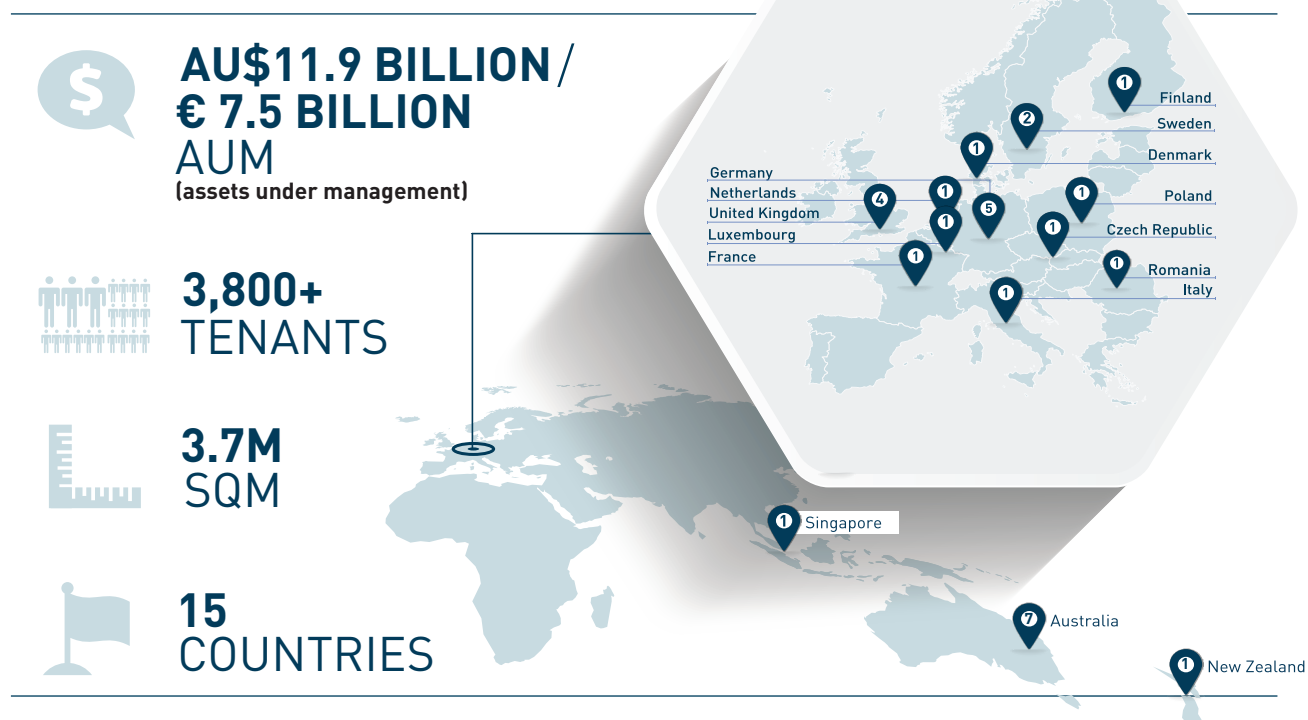 $
AU$11.9 BILLION/
€ 7.5 BILLION
AUM
(assets under management)
3,800+
TENANTS
3.7M
SQM
15
COUNTRIES
1
Finland
2
Sweden
1
Denmark
Germany
5
Netherlands
1
United Kingdom
4
Luxembourg
1
France
1
1
Poland
1
Czech Republic
1
Romania
1
Italy
1
Singapore
7
Australia
1
New Zealand